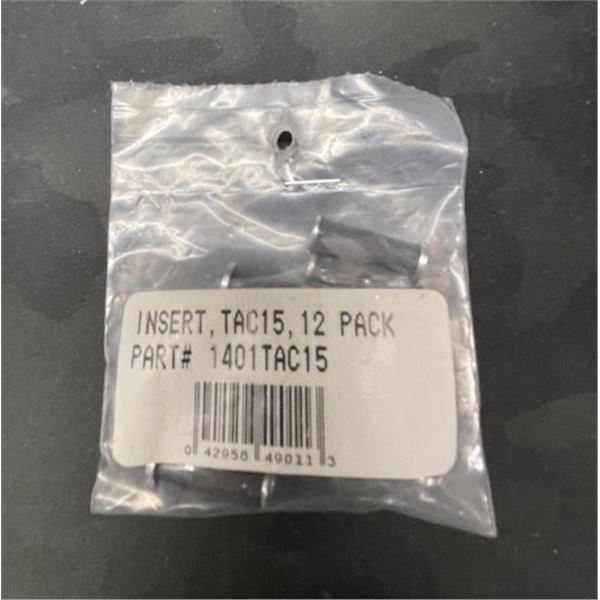 INSERT,TAC15,12 PACK
PART# 1401TAC15
0 42958 49011 3